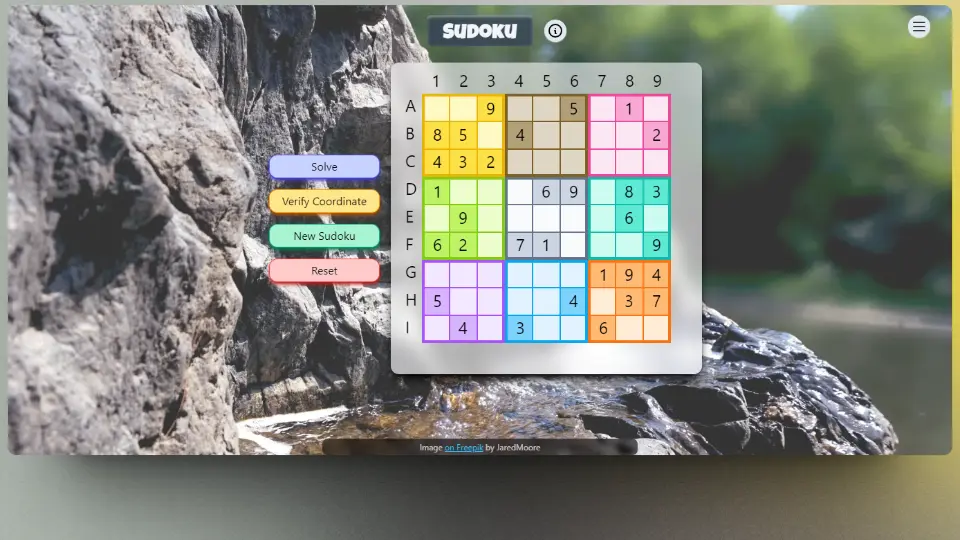 SUDOKU
1 2 3 4 5 6 7 8 9
A 9 5 1
B 8 5 4 2
C 4 3 2
D 1 6 9 8 3
E 9 6
F 6 2 7 1 9
G 1 9 4
H 5 4 3 7
I 4 3 6
Solve
Verify Coordinate
New Sudoku
Reset
Image on Freepik by JaredMoore